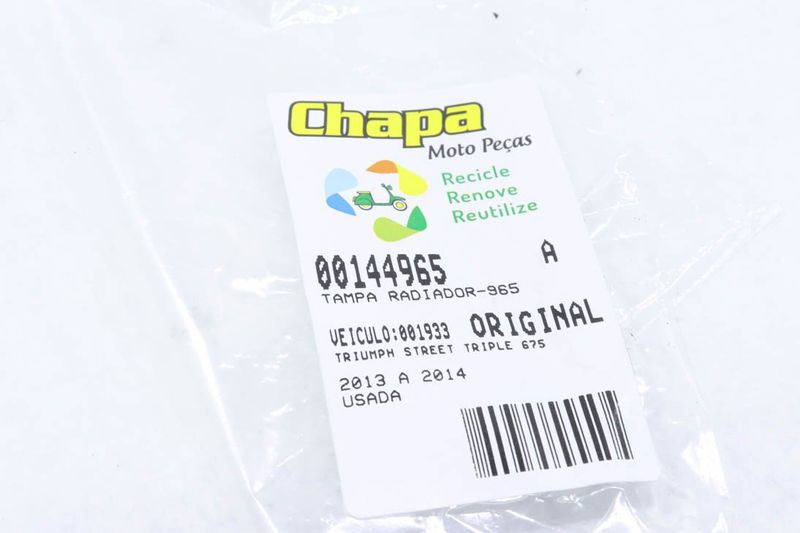 Chapa
Moto Peças
Recicle
Renove
Reutilize
00144965 A
TAMPA RADIADOR-965
VEICULO:001933 ORIGINAL
TRIUMPH STREET TRIPLE 675
2013 A 2014
USADA